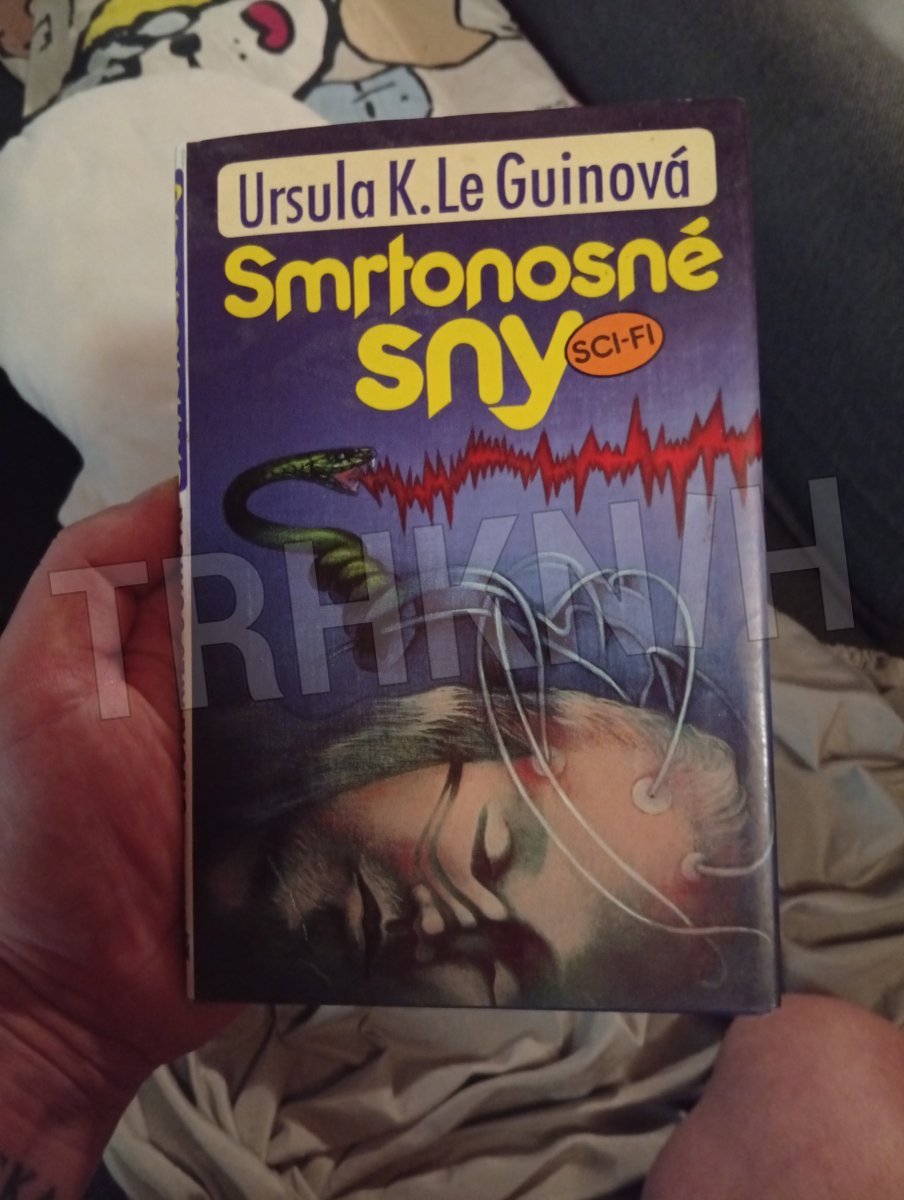 Ursula K. Le Guinová
Smrtonosné
sny
SCI-FI
TRHKNIH